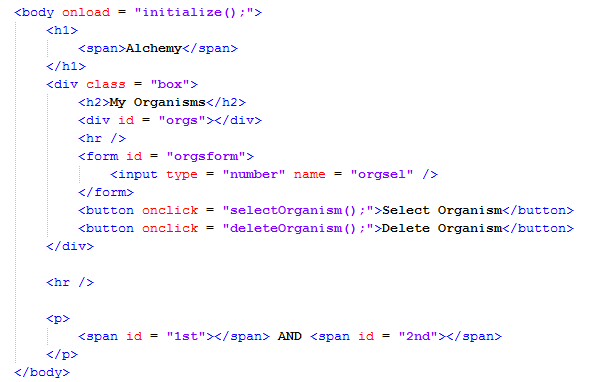 <body onload = "initialize();">
    <h1>
        <span>Alchemy</span>
    </h1>
    <div class = "box">
        <h2>My Organisms</h2>
        <div id = "orgs"></div>
        <hr />
        <form id = "orgsform">
            <input type = "number" name = "orgsel" />
        </form>
        <button onclick = "selectOrganism();">Select Organism</button>
        <button onclick = "deleteOrganism();">Delete Organism</button>
    </div>

    <hr />

    <p>
        <span id = "1st"></span> AND <span id = "2nd"></span>
    </p>
</body>